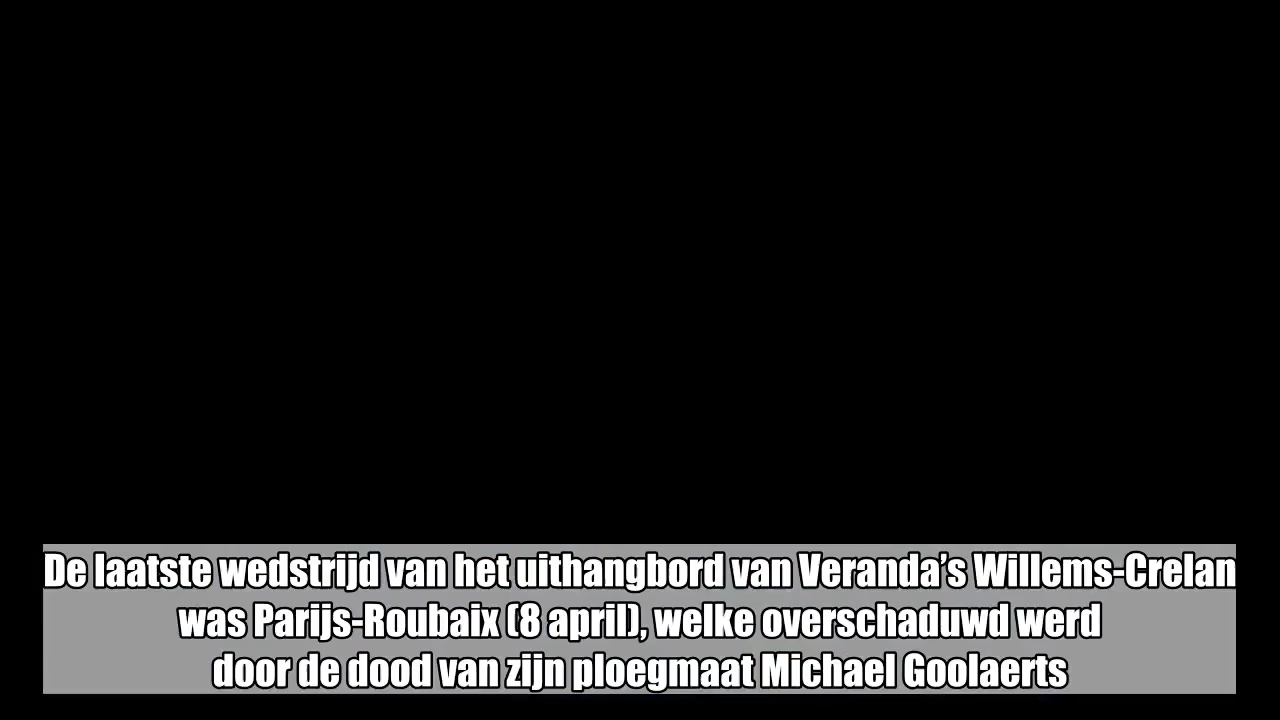 De laatste wedstrijd van het uithangbord van Veranda’s Willems-Crelan
was Parijs-Roubaix (8 april), welke overschaduwd werd
door de dood van zijn ploegmaat Michael Goolaerts